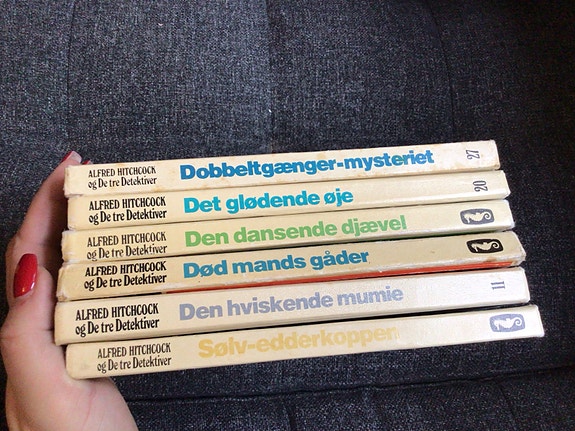 ALFRED HITCHCOCK
og De tre Detektiver
Dobbeltgænger-mysteriet
27
ALFRED HITCHCOCK
og De tre Detektiver
Det glødende øje
20
ALFRED HITCHCOCK
og De tre Detektiver
Den dansende djævel
ALFRED HITCHCOCK
og De tre Detektiver
Død mands gåder
ALFRED HITCHCOCK
og De tre Detektiver
Den hviskende mumie
11
ALFRED HITCHCOCK
og De tre Detektiver
Sølv-edderkoppen